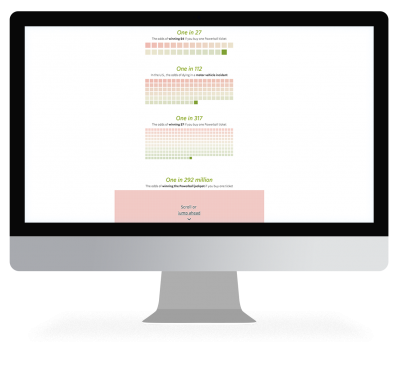 One in 27
The odds of winning $4 if you buy one Powerball ticket
One in 112
In the U.S., the odds of dying in a motor vehicle incident
One in 317
The odds of winning $7 if you buy one Powerball ticket
One in 292 million
The odds of winning the Powerball jackpot if you buy one ticket
Scroll or
jump ahead